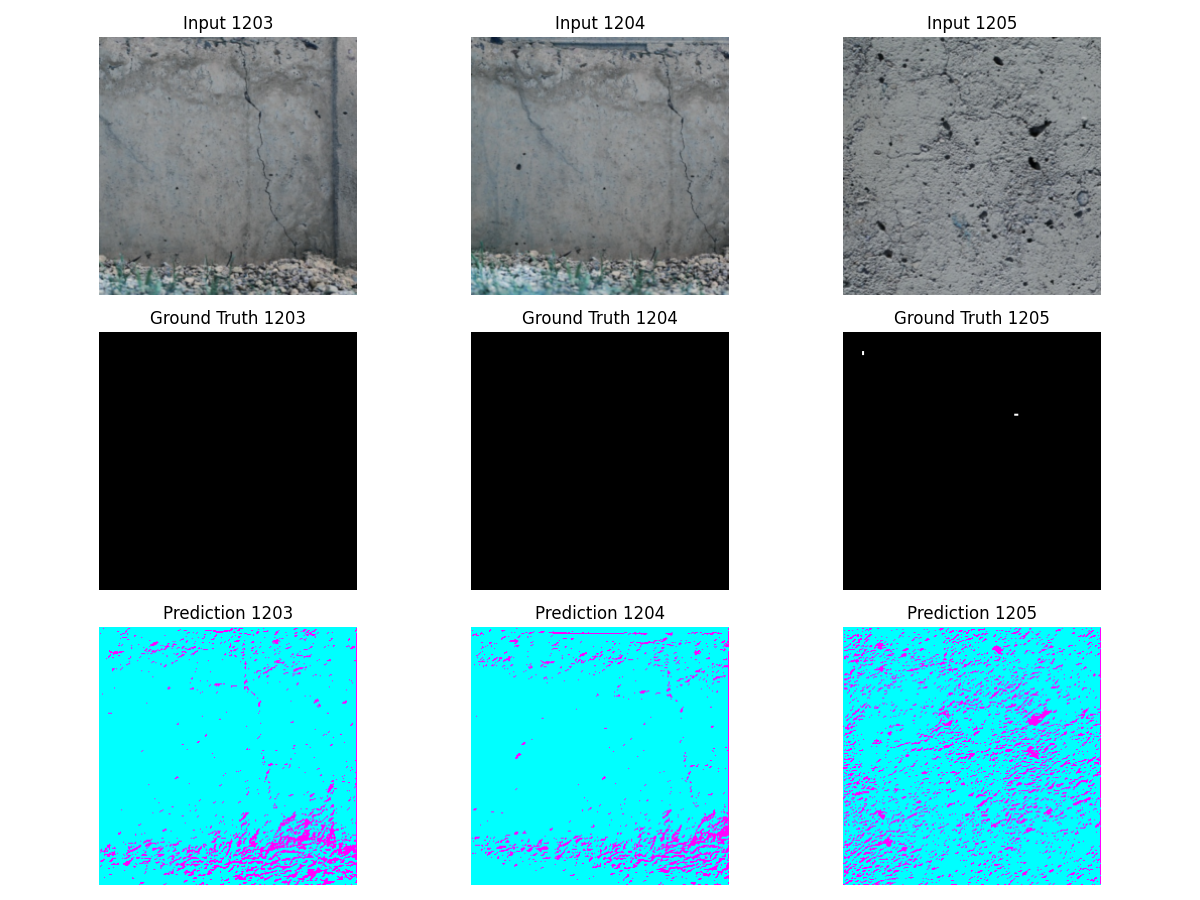 Input 1203
Input 1204
Input 1205
Ground Truth 1203
Ground Truth 1204
Ground Truth 1205
Prediction 1203
Prediction 1204
Prediction 1205